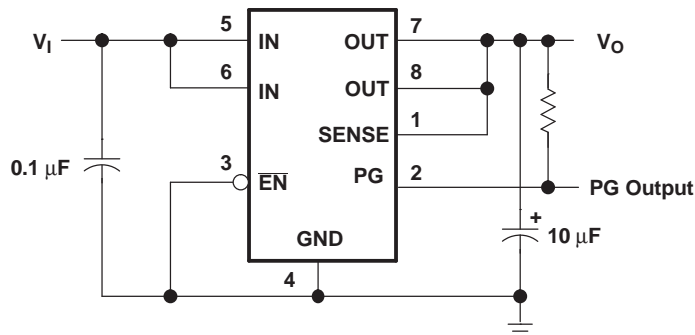 VI
5
IN
OUT
7
VO
6
IN
OUT
8
SENSE
1
0.1 μF
3
EN
PG
2
PG Output
GND
+
10 μF
4